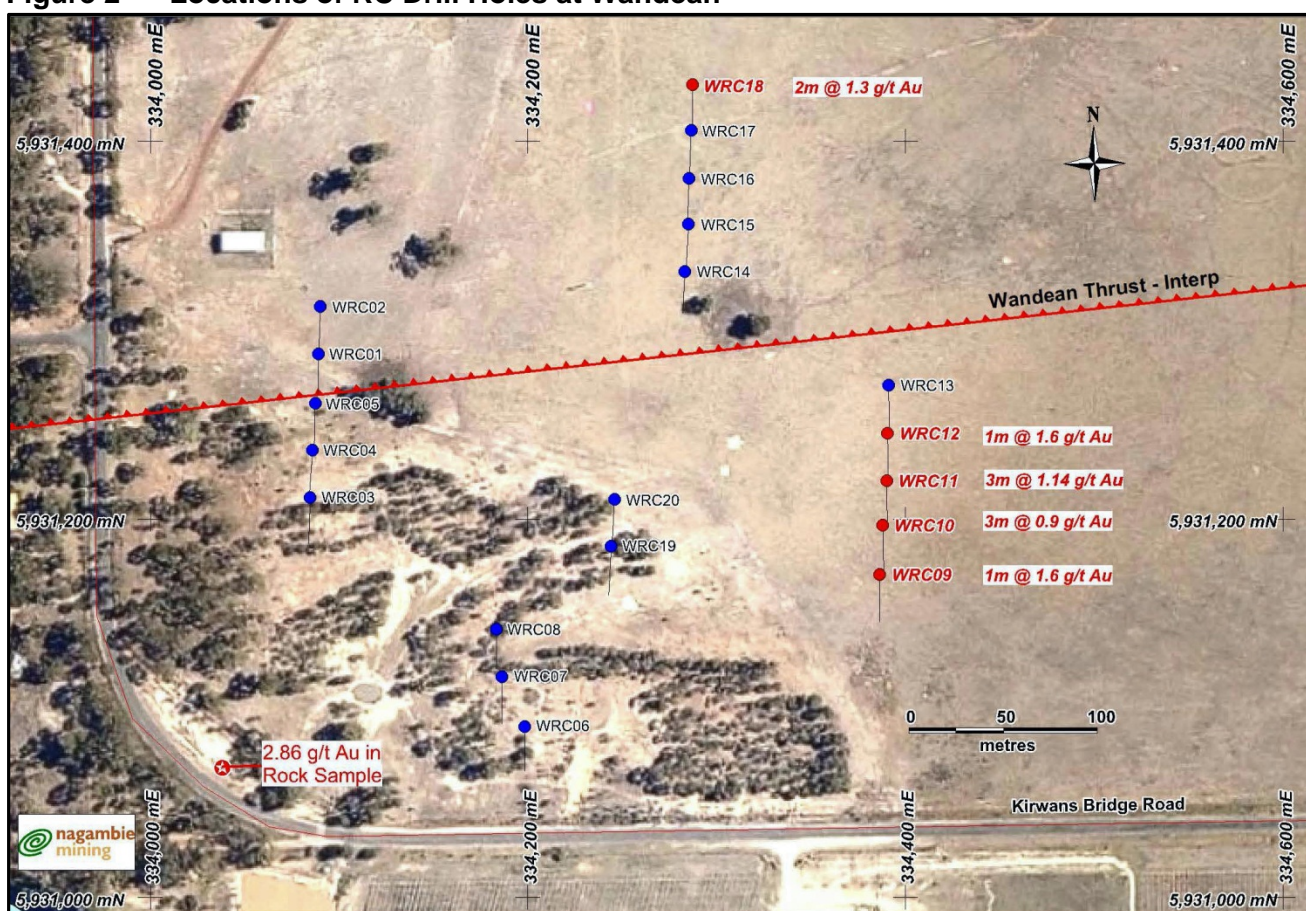 Figure 2 Locations of RC Drill Holes at Wandean
334,000 mE
334,200 mE
334,600 mE
WRC18 2m @ 1.3 g/t Au
N
5,931,400 mN
WRC17
5,931,400 mN
WRC16
WRC15
WRC14
Wandean Thrust - Interp
WRC02
WRC01
WRC13
WRC05
WRC12 1m @ 1.6 g/t Au
WRC04
WRC11 3m @ 1.14 g/t Au
WRC03
WRC20
5,931,200 mN
WRC10 3m @ 0.9 g/t Au
5,931,200 mN
WRC19
WRC09 1m @ 1.6 g/t Au
WRC08
WRC07
WRC06
0 50 100
metres
2.86 g/t Au in
Rock Sample
Kirwans Bridge Road
nagambie
mining
334,000 mE
334,200 mE
334,400 mE
334,600 mE
5,931,000 mN
5,931,000 mN